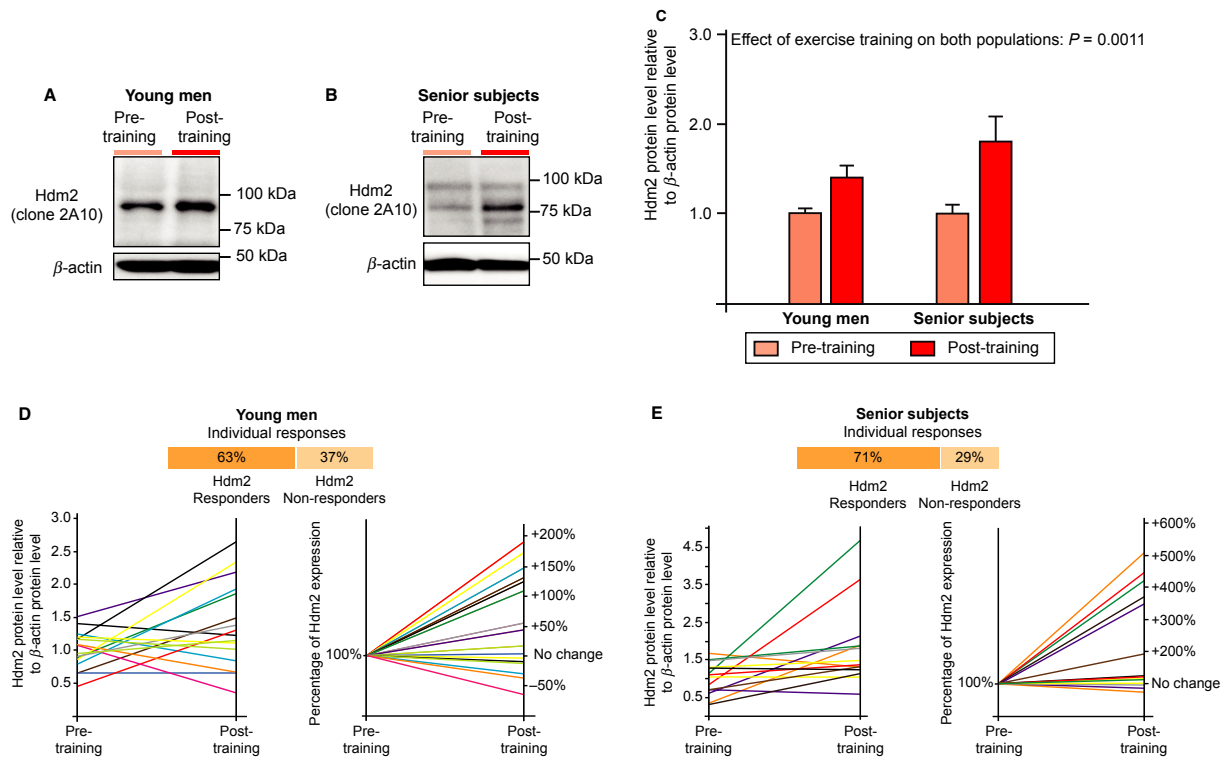 A
Young men
Pre-
training
Post-
training
Hdm2
(clone 2A10)
100 kDa
75 kDa
50 kDa
β-actin
B
Senior subjects
Pre-
training
Post-
training
Hdm2
(clone 2A10)
100 kDa
75 kDa
50 kDa
β-actin
C
Effect of exercise training on both populations: P = 0.0011
Hdm2 protein level relative
to β-actin protein level
3.0
2.0
1.0
Young men
Senior subjects
Pre-training
Post-training
D
Young men
Individual responses
63%
37%
Hdm2
Responders
Hdm2
Non-responders
Hdm2 protein level relative
to β-actin protein level
3.0
2.5
2.0
1.5
1.0
0.5
Pre-
training
Post-
training
Percentage of Hdm2 expression
100%
+200%
+150%
+100%
+50%
No change
–50%
Pre-
training
Post-
training
E
Senior subjects
Individual responses
71%
29%
Hdm2
Responders
Hdm2
Non-responders
Hdm2 protein level relative
to β-actin protein level
4.5
3.5
2.5
1.5
0.5
Pre-
training
Post-
training
Percentage of Hdm2 expression
100%
+600%
+500%
+400%
+300%
+200%
No change
Pre-
training
Post-
training